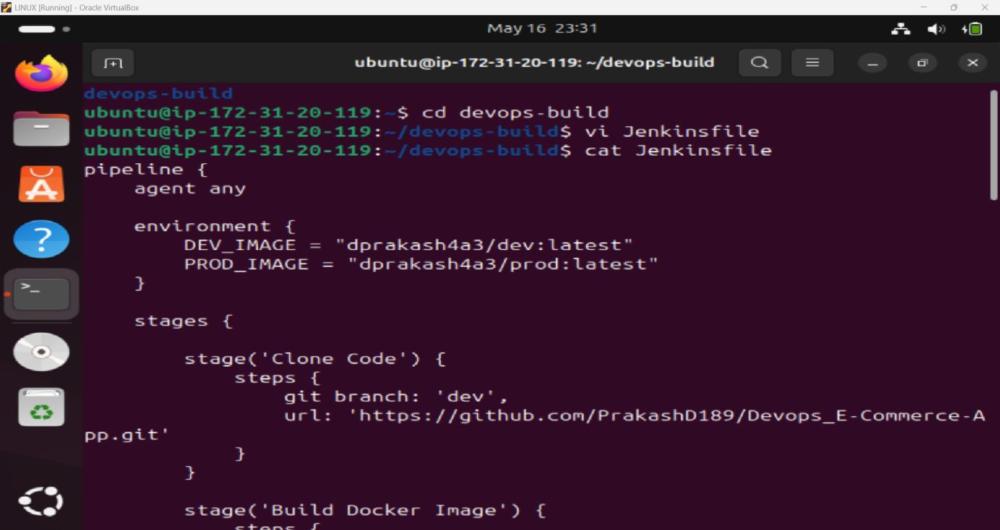 LINUX [Running] - Oracle VirtualBox
May 16 23:31
ubuntu@ip-172-31-20-119: ~/devops-build
devops-build
ubuntu@ip-172-31-20-119:~$ cd devops-build
ubuntu@ip-172-31-20-119:~/devops-build$ vi Jenkinsfile
ubuntu@ip-172-31-20-119:~/devops-build$ cat Jenkinsfile
pipeline {
    agent any
    environment {
        DEV_IMAGE = "dprakash4a3/dev:latest"
        PROD_IMAGE = "dprakash4a3/prod:latest"
    }
    stages {
        stage('Clone Code') {
            steps {
                git branch: 'dev',
                url: 'https://github.com/PrakashD189/Devops_E-Commerce-A
pp.git'
            }
        }
        stage('Build Docker Image') {
            steps {